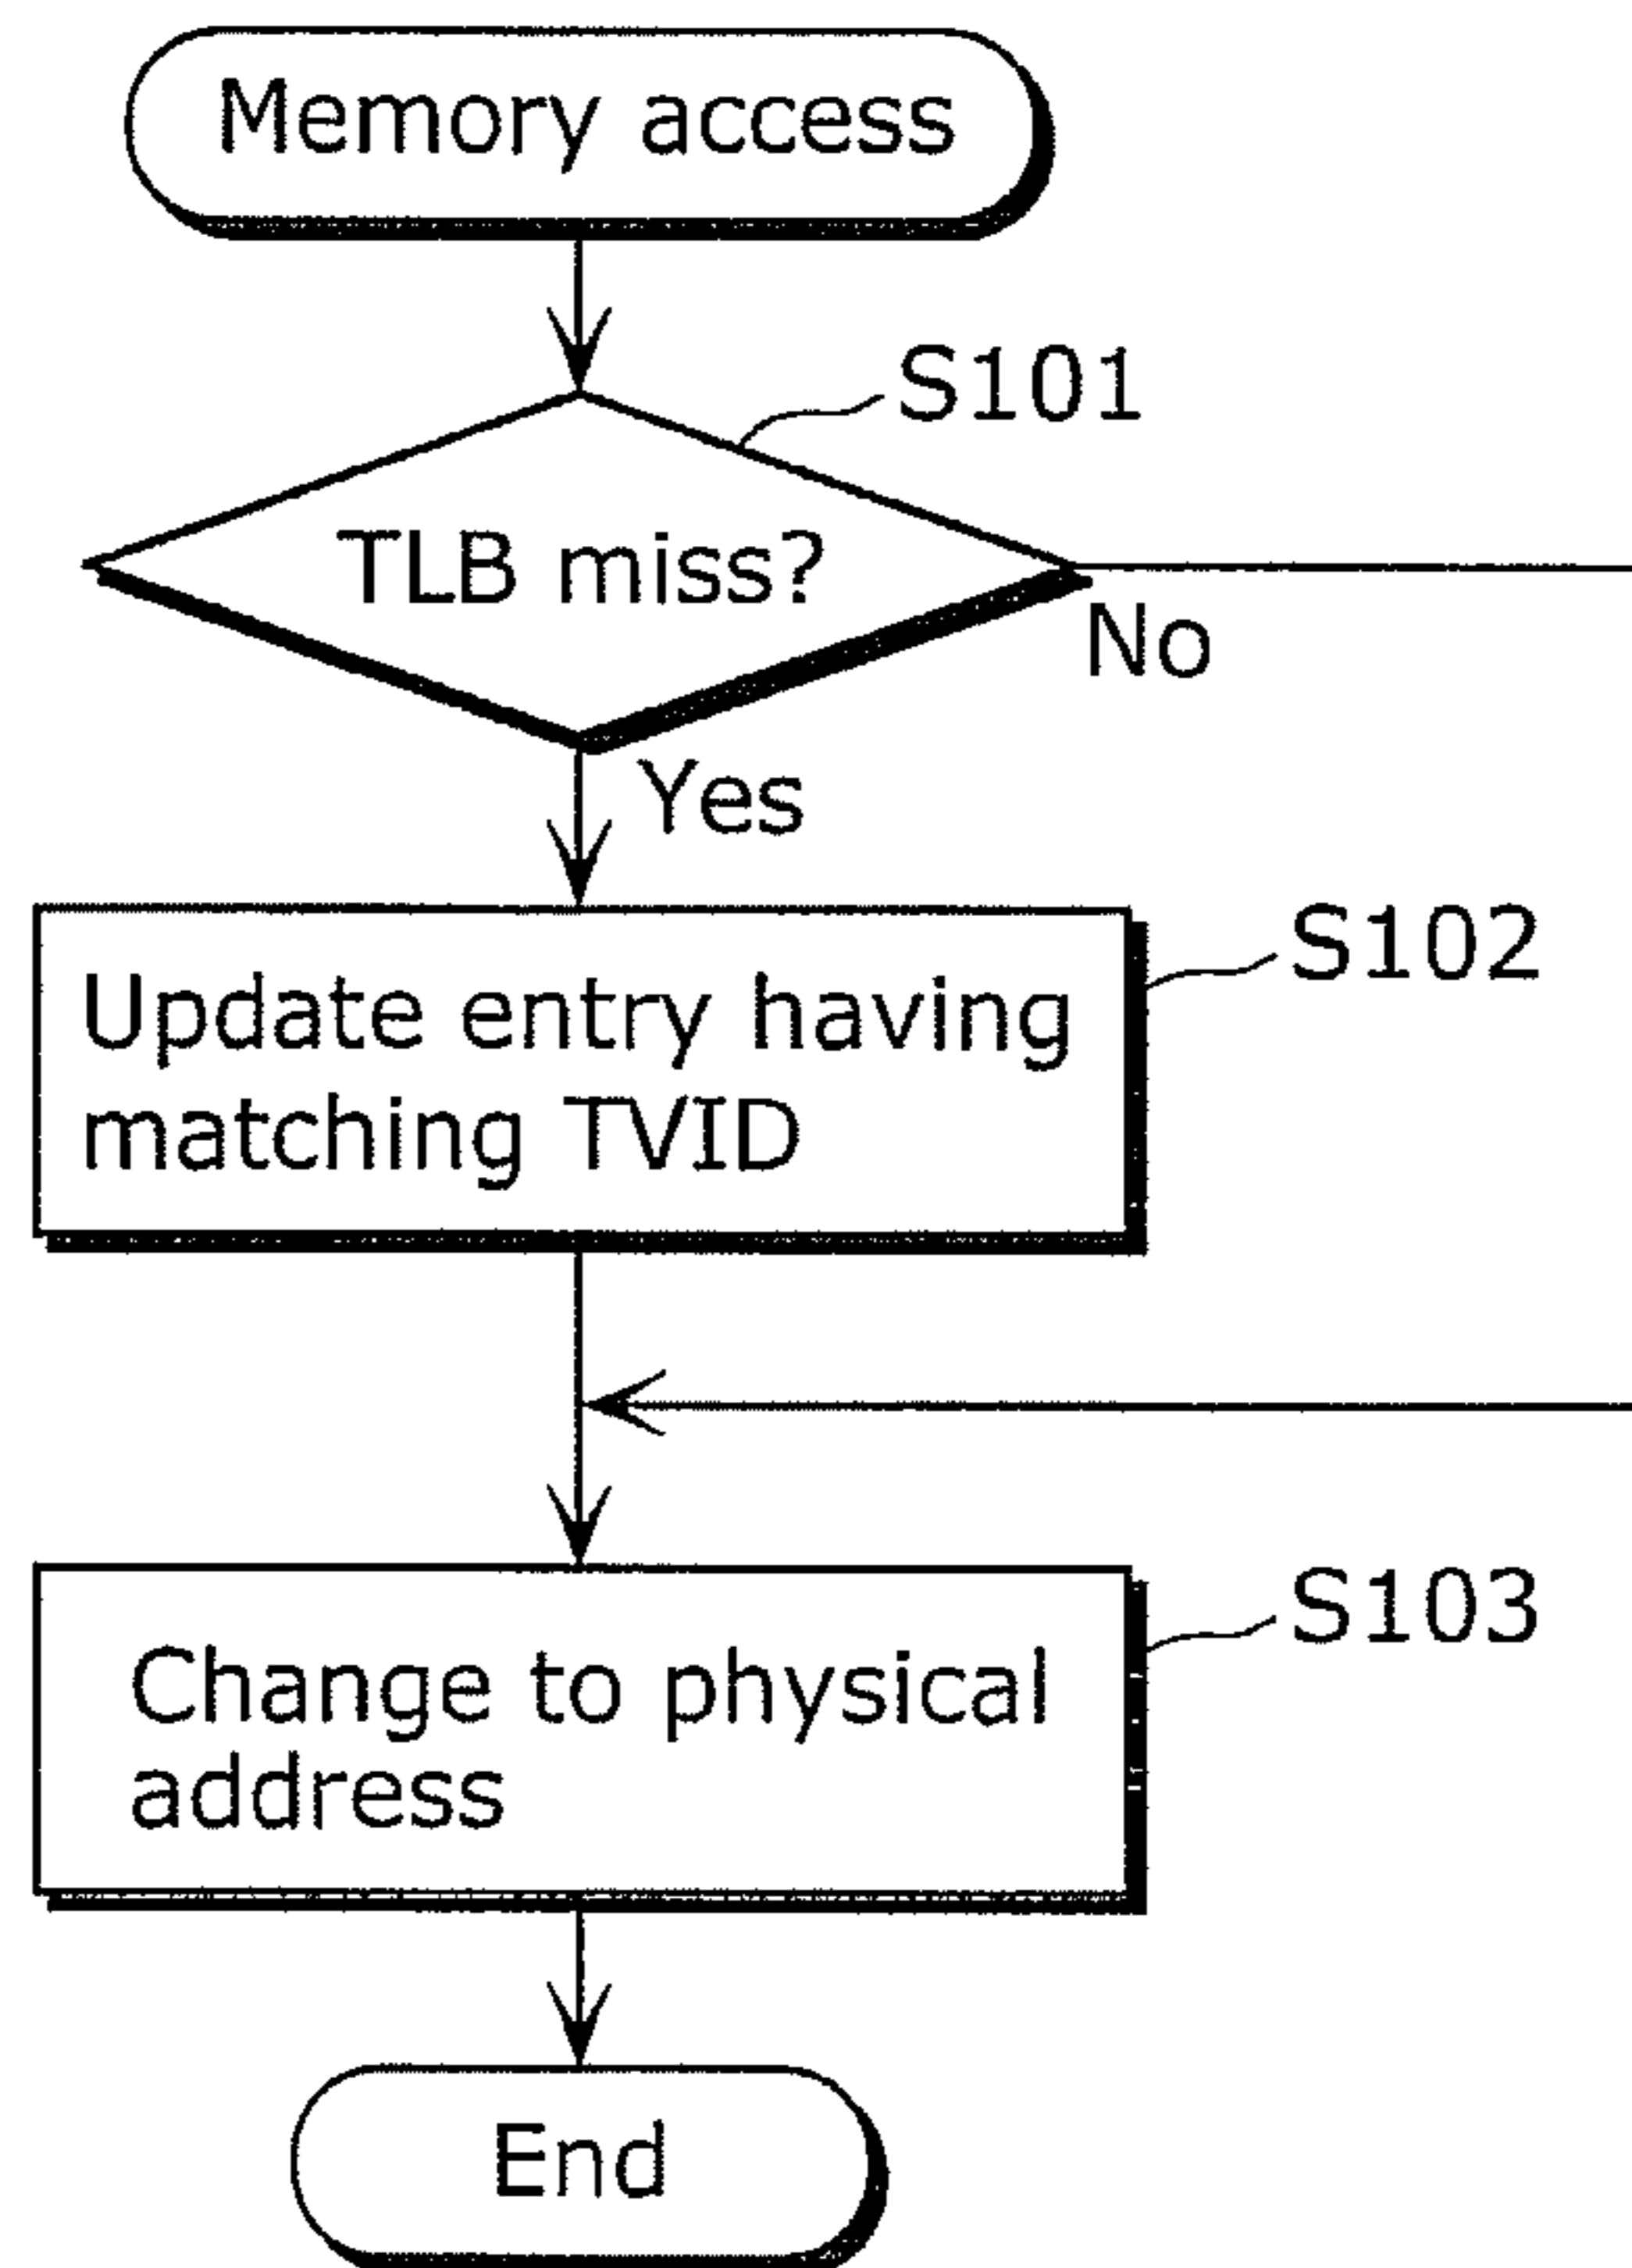 Memory access
S101
TLB miss?
No
Yes
S102
Update entry having
matching TVID
S103
Change to physical
address
End